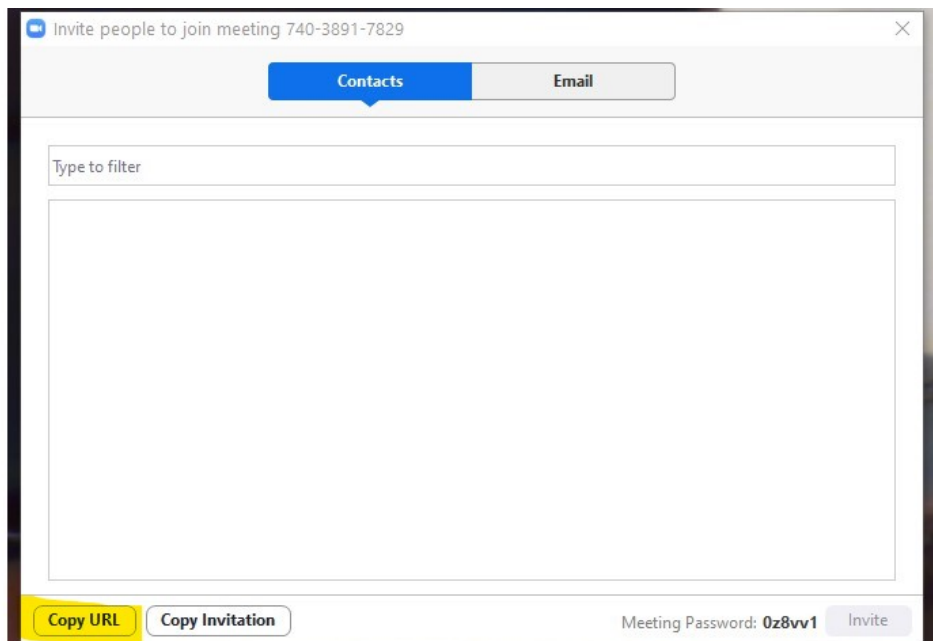 Invite people to join meeting 740-3891-7829
Contacts Email
Type to filter
Copy URL Copy Invitation Meeting Password: 0z8vv1 Invite